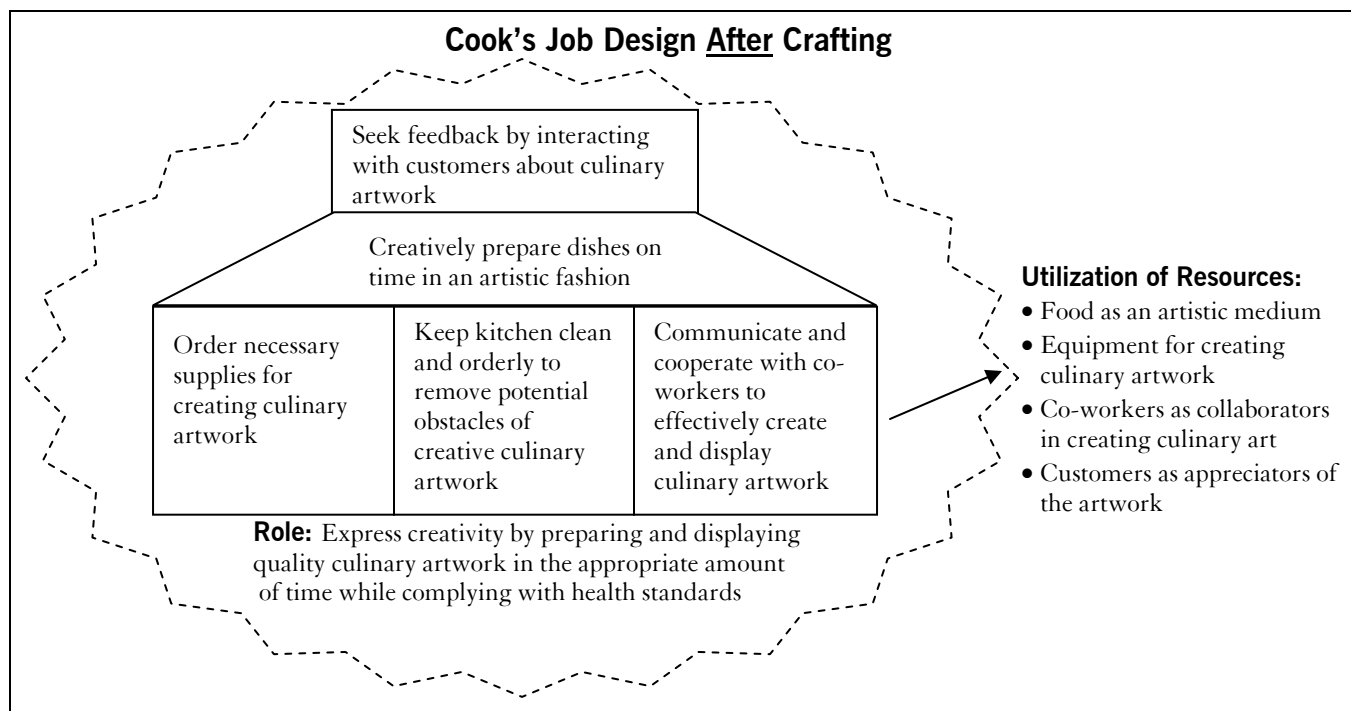 Cook's Job Design After Crafting
Seek feedback by interacting
with customers about culinary
artwork
Creatively prepare dishes on
time in an artistic fashion
Order necessary
supplies for
creating culinary
artwork
Keep kitchen clean
and orderly to
remove potential
obstacles of
creative culinary
artwork
Communicate and
cooperate with co-
workers to
effectively create
and display
culinary artwork
Role: Express creativity by preparing and displaying
quality culinary artwork in the appropriate amount
of time while complying with health standards
Utilization of Resources:
• Food as an artistic medium
• Equipment for creating
culinary artwork
• Co-workers as collaborators
in creating culinary art
• Customers as appreciators of
the artwork